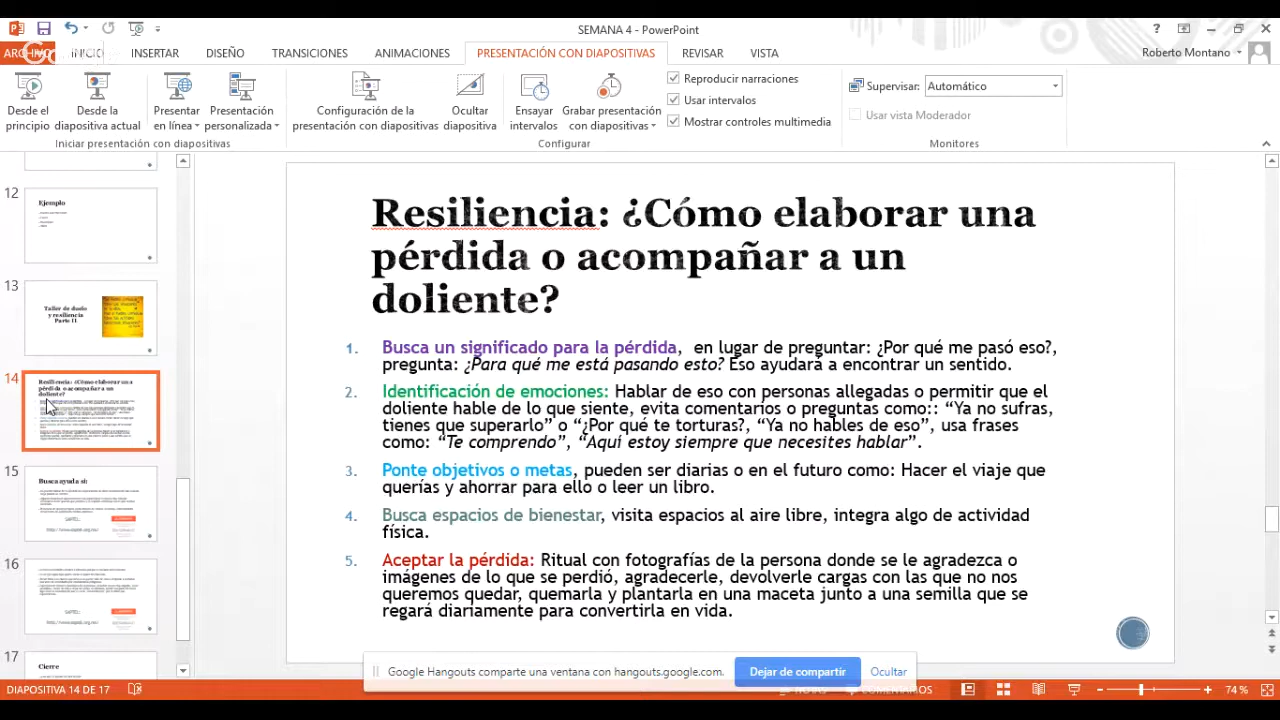 SEMANA 4 - PowerPoint
ARCHIVO INICIO INSERTAR DISEÑO TRANSICIONES ANIMACIONES PRESENTACIÓN CON DIAPOSITIVAS REVISAR VISTA
Roberto Montano
Desde el principio
Desde la diapositiva actual
Presentar en línea
Presentación personalizada
Iniciar presentación con diapositivas
Configuración de la presentación con diapositivas
Ocultar diapositiva
Ensayar intervalos
Grabar presentación con diapositivas
Reproducir narraciones
Usar intervalos
Mostrar controles multimedia
Configurar
Supervisar: Automático
Usar vista Moderador
Monitores
12
Ejemplo
13
Taller de duelo
y resiliencia
Parte II
14
Resiliencia: ¿Cómo elaborar una
pérdida o acompañar a un
doliente?
15
Busca ayuda si:
16
17
Cierre
Resiliencia: ¿Cómo elaborar una
pérdida o acompañar a un
doliente?
1. Busca un significado para la pérdida, en lugar de preguntar: ¿Por qué me pasó eso?,
pregunta: ¿Para qué me está pasando esto? Eso ayudará a encontrar un sentido.
2. Identificación de emociones: Hablar de eso con personas allegadas o permitir que el
doliente hable de lo que siente, evita comentarios o preguntas como:: “Ya no sufras,
tienes que superarlo” o “¿Por qué te torturas?, “Ya no hables de eso”, usa frases
como: “Te comprendo”, “Aquí estoy siempre que necesites hablar”.
3. Ponte objetivos o metas, pueden ser diarias o en el futuro como: Hacer el viaje que
querías y ahorrar para ello o leer un libro.
4. Busca espacios de bienestar, visita espacios al aire libre, integra algo de actividad
física.
5. Aceptar la pérdida: Ritual con fotografías de la persona donde se le agradezca o
imágenes de lo que se perdió, agradecerle, devolverle cargas con las que no nos
queremos quedar, quemarla y plantarla en una maceta junto a una semilla que se
regará diariamente para convertirla en vida.
Google Hangouts comparte una ventana con hangouts.google.com. Dejar de compartir Ocultar
DIAPOSITIVA 14 DE 17 NOTAS COMENTARIOS 74 %